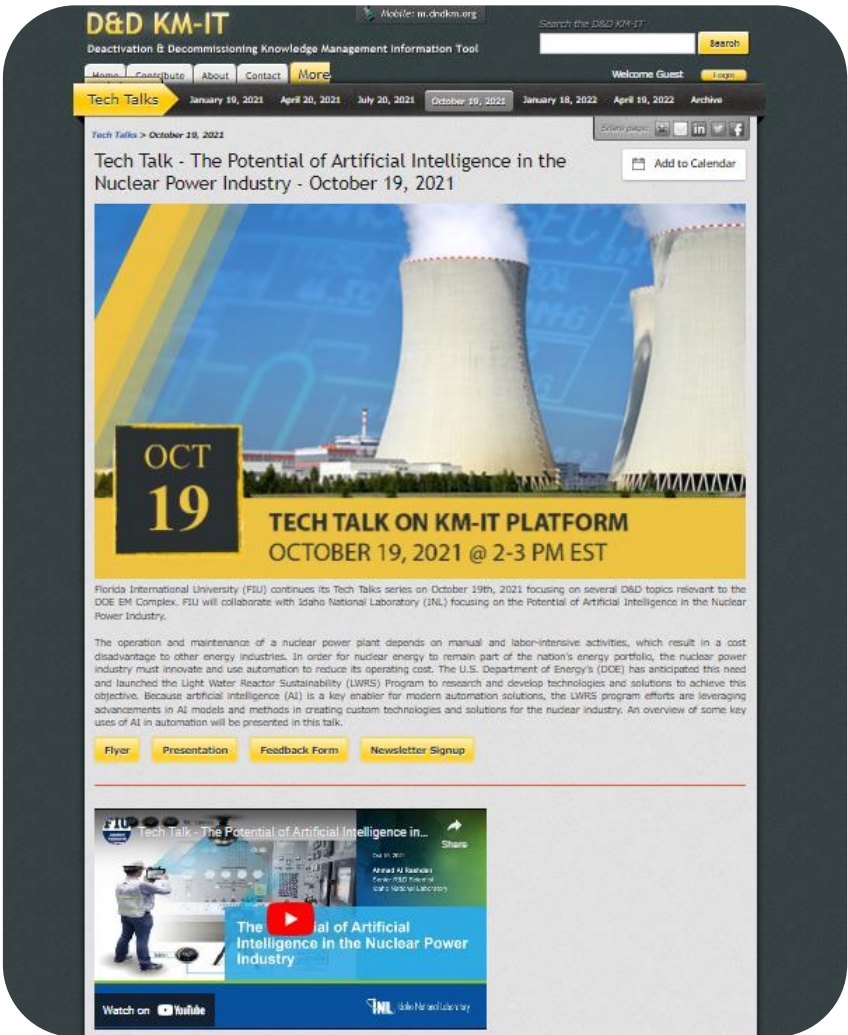 D&D KM-IT
Mobile: m.dndkm.org
Search the D&D KM-IT
Deactivation & Decommissioning Knowledge Management Information Tool
Search
Home Contribute About Contact More
Welcome Guest Login
Tech Talks January 19, 2021 April 20, 2021 July 20, 2021 October 19, 2021 January 18, 2022 April 19, 2022 Archive
Tech Talks > October 19, 2021
Share page:
Tech Talk - The Potential of Artificial Intelligence in the
Nuclear Power Industry - October 19, 2021
Add to Calendar
OCT
19
TECH TALK ON KM-IT PLATFORM
OCTOBER 19, 2021 @ 2-3 PM EST
Florida International University (FIU) continues its Tech Talks series on October 19th, 2021 focusing on several D&D topics relevant to the
DOE EM Complex. FIU will collaborate with Idaho National Laboratory (INL) focusing on the Potential of Artificial Intelligence in the Nuclear
Power Industry.
The operation and maintenance of a nuclear power plant depends on manual and labor-intensive activities, which result in a cost
disadvantage to other energy industries. In order for nuclear energy to remain part of the nation's energy portfolio, the nuclear power
industry must innovate and use automation to reduce its operating cost. The U.S. Department of Energy's (DOE) has anticipated this need
and launched the Light Water Reactor Sustainability (LWRS) Program to research and develop technologies and solutions to achieve this
objective. Because artificial intelligence (AI) is a key enabler for modern automation solutions, the LWRS program efforts are leveraging
advancements in AI models and methods in creating custom technologies and solutions for the nuclear industry. An overview of some key
uses of AI in automation will be presented in this talk.
Flyer Presentation Feedback Form Newsletter Signup
FIU
Tech Talk - The Potential of Artificial Intelligence in...
Share
Ahmad Al Rashdan
Senior R&D Scientist
Idaho National Laboratory
The of Artificial
Intelligence in the Nuclear Power
Industry
Watch on YouTube
INL Idaho National Laboratory